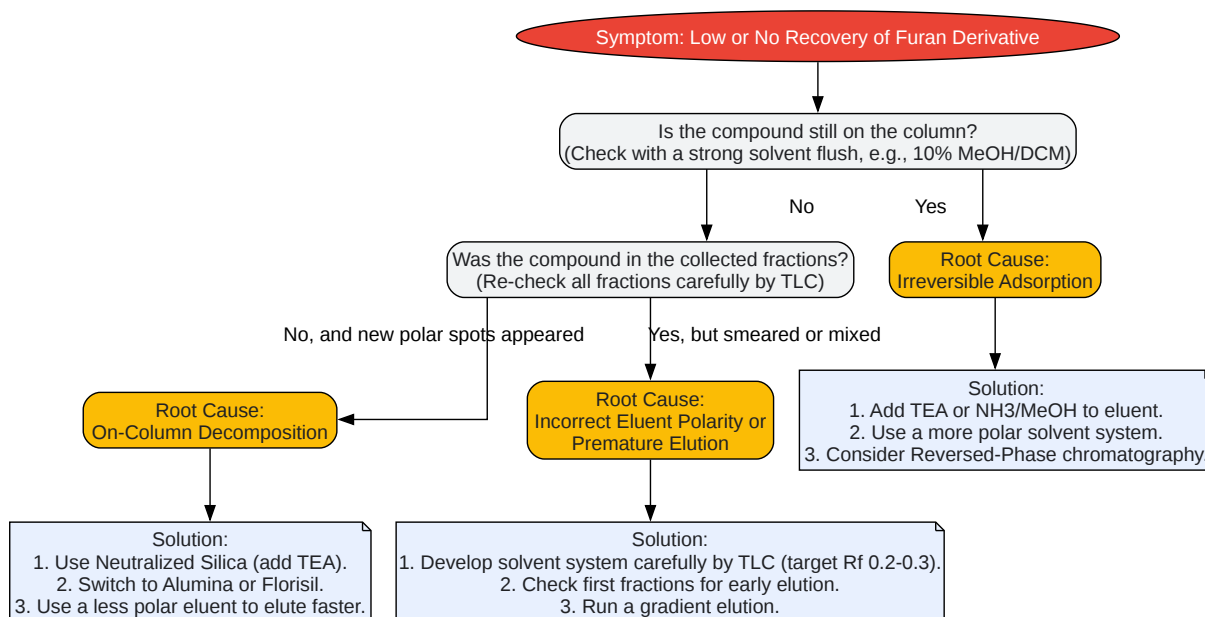 Symptom: Low or No Recovery of Furan Derivative
Is the compound still on the column?
(Check with a strong solvent flush, e.g., 10% MeOH/DCM)
No
Yes
Was the compound in the collected fractions?
(Re-check all fractions carefully by TLC)
Root Cause:
Irreversible Adsorption
No, and new polar spots appeared
Yes, but smeared or mixed
Root Cause:
On-Column Decomposition
Root Cause:
Incorrect Eluent Polarity or
Premature Elution
Solution:
1. Add TEA or NH3/MeOH to eluent.
2. Use a more polar solvent system.
3. Consider Reversed-Phase chromatography.
Solution:
1. Use Neutralized Silica (add TEA).
2. Switch to Alumina or Florisil.
3. Use a less polar eluent to elute faster.
Solution:
1. Develop solvent system carefully by TLC (target Rf 0.2-0.3).
2. Check first fractions for early elution.
3. Run a gradient elution.